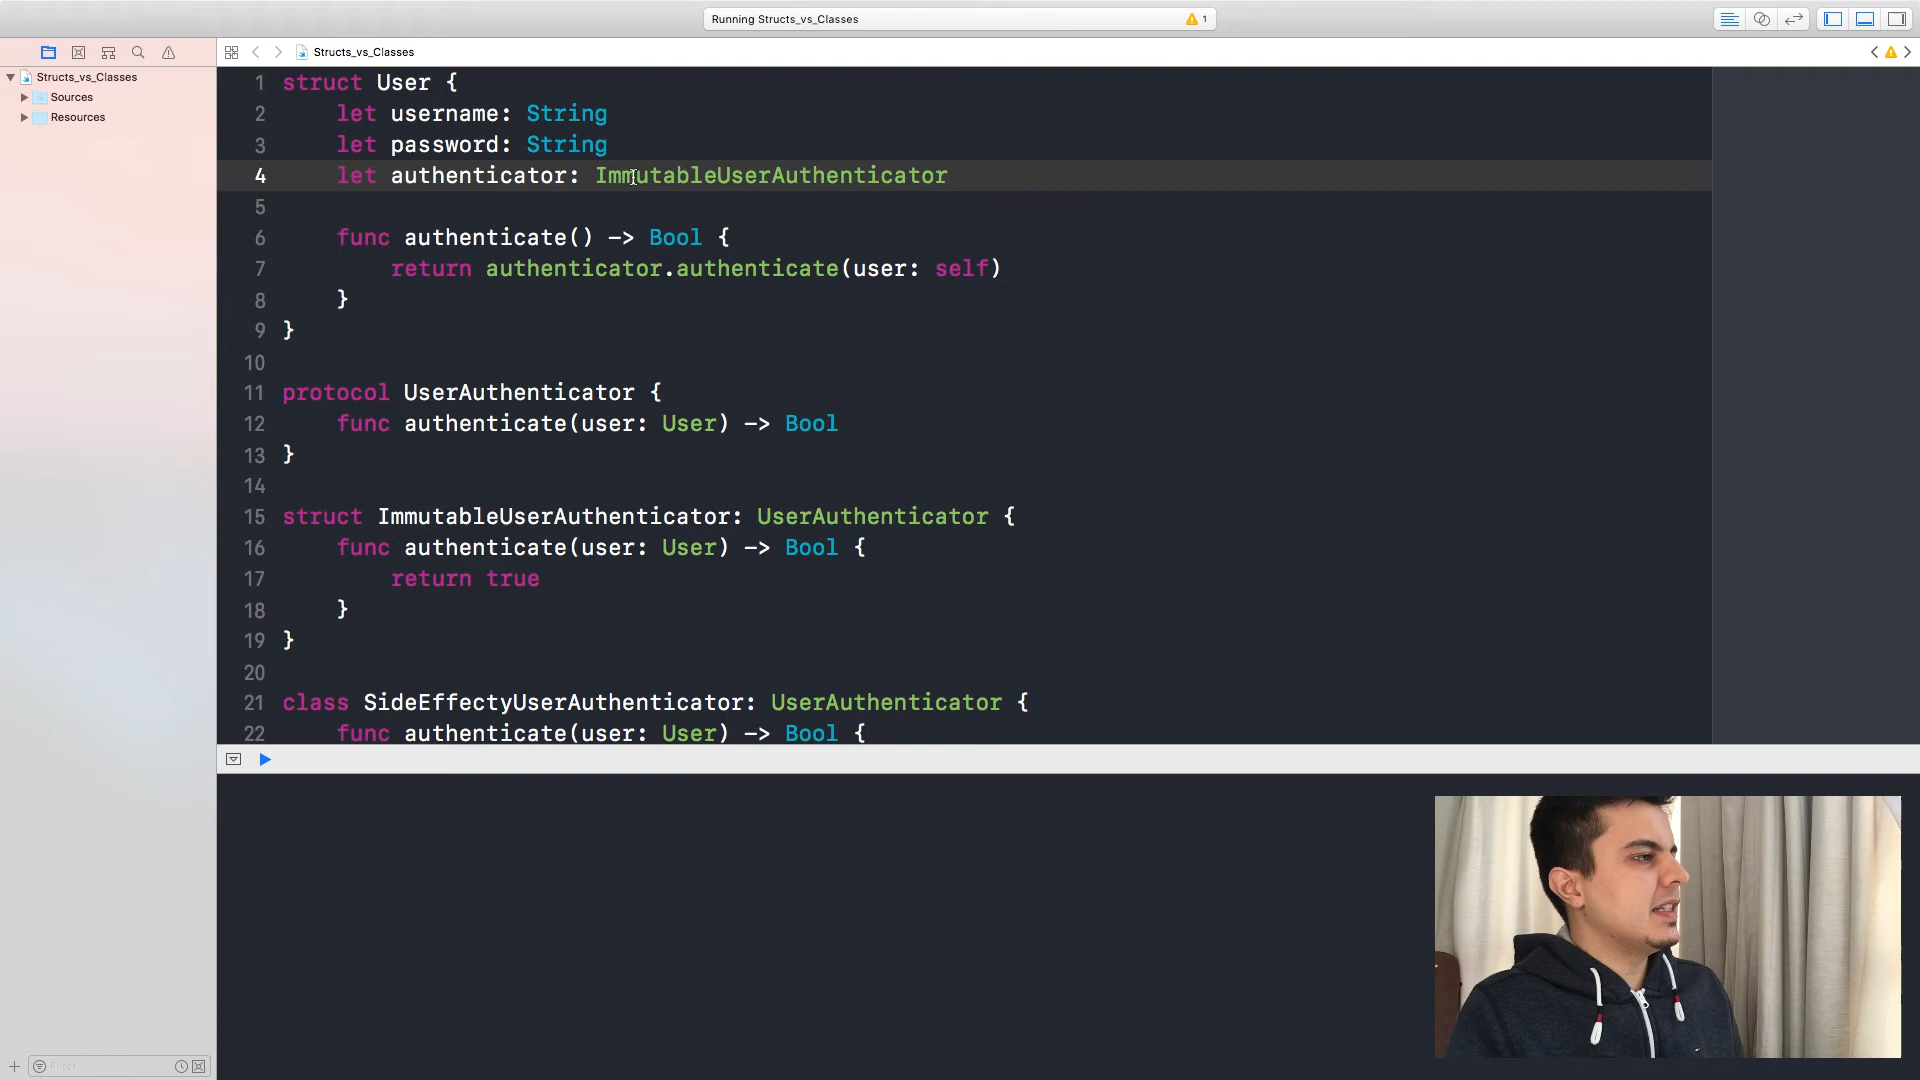 Running Structs_vs_Classes
1
Structs_vs_Classes
Structs_vs_Classes
Sources
Resources
1 struct User {
2 let username: String
3 let password: String
4 let authenticator: ImmutableUserAuthenticator
5
6 func authenticate() -> Bool {
7 return authenticator.authenticate(user: self)
8 }
9 }
10
11 protocol UserAuthenticator {
12 func authenticate(user: User) -> Bool
13 }
14
15 struct ImmutableUserAuthenticator: UserAuthenticator {
16 func authenticate(user: User) -> Bool {
17 return true
18 }
19 }
20
21 class SideEffectyUserAuthenticator: UserAuthenticator {
22 func authenticate(user: User) -> Bool {
Filter